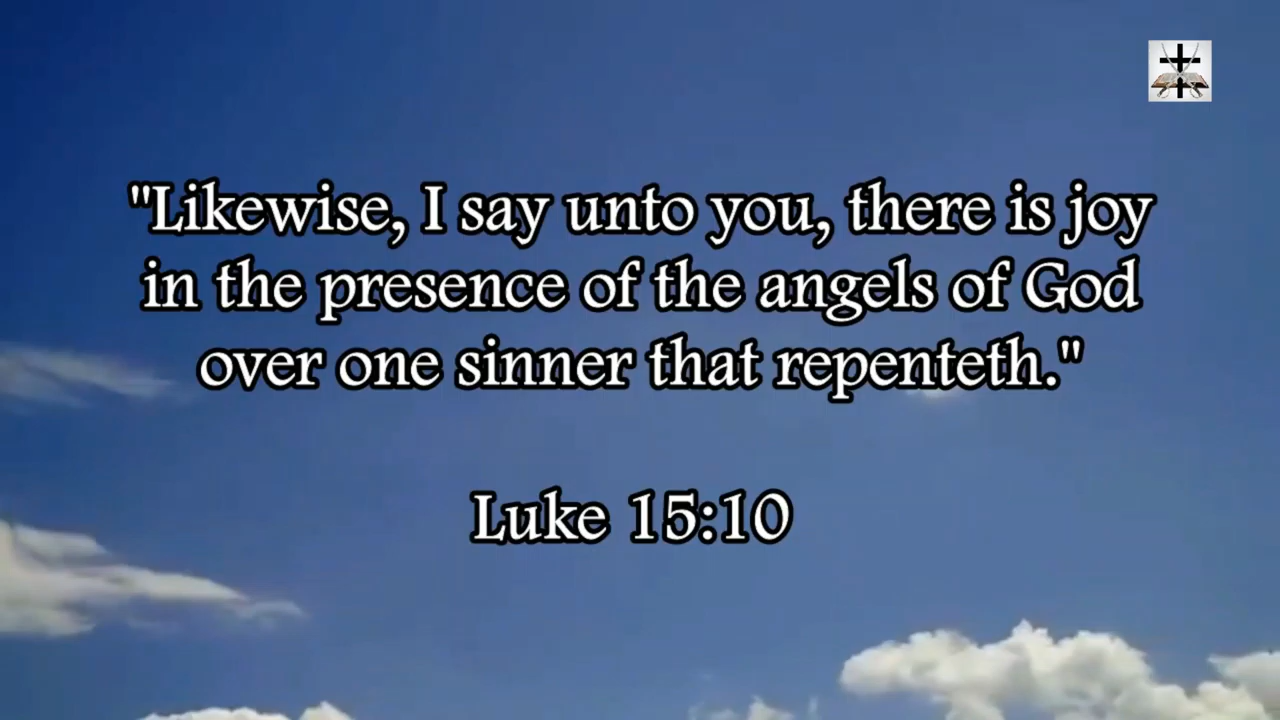 "Likewise, I say unto you, there is joy
in the presence of the angels of God
over one sinner that repenteth."
Luke 15:10